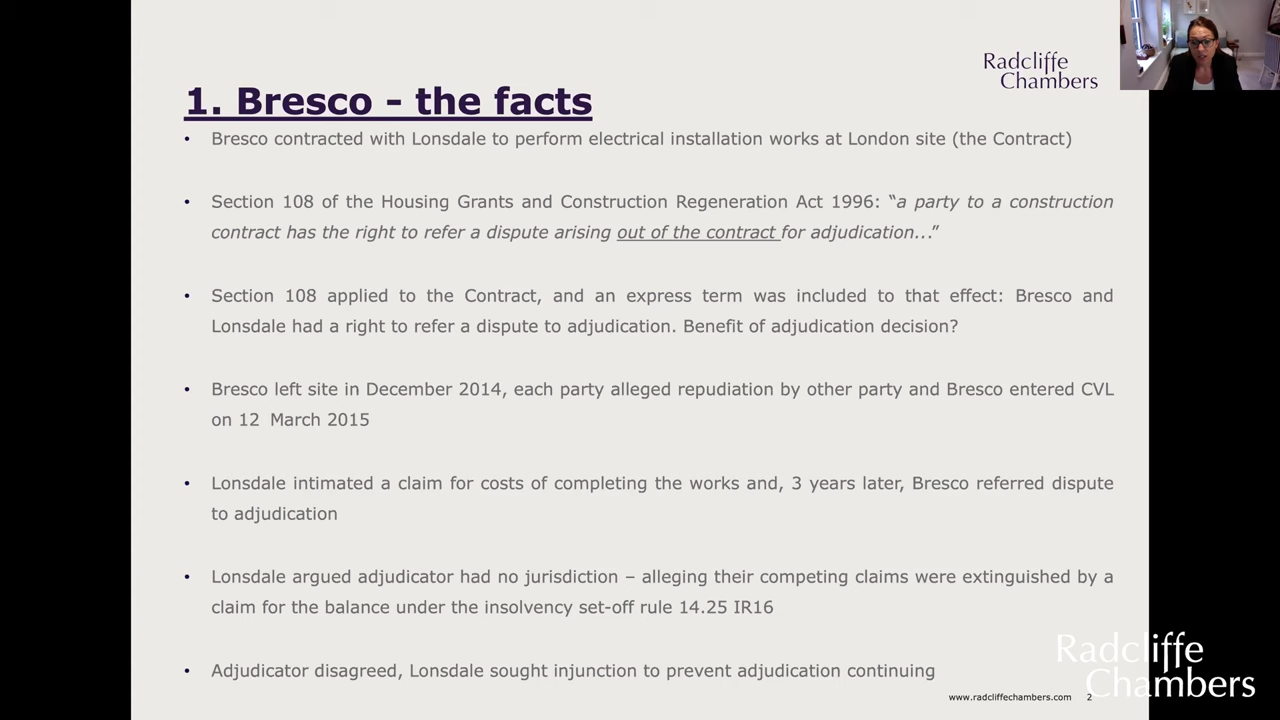 Radcliffe
Chambers
1. Bresco - the facts
• Bresco contracted with Lonsdale to perform electrical installation works at London site (the Contract)
• Section 108 of the Housing Grants and Construction Regeneration Act 1996: “a party to a construction
contract has the right to refer a dispute arising out of the contract for adjudication...”
• Section 108 applied to the Contract, and an express term was included to that effect: Bresco and
Lonsdale had a right to refer a dispute to adjudication. Benefit of adjudication decision?
• Bresco left site in December 2014, each party alleged repudiation by other party and Bresco entered CVL
on 12 March 2015
• Lonsdale intimated a claim for costs of completing the works and, 3 years later, Bresco referred dispute
to adjudication
• Lonsdale argued adjudicator had no jurisdiction – alleging their competing claims were extinguished by a
claim for the balance under the insolvency set-off rule 14.25 IR16
• Adjudicator disagreed, Lonsdale sought injunction to prevent adjudication continuing
www.radcliffechambers.com 2
Radcliffe
Chambers